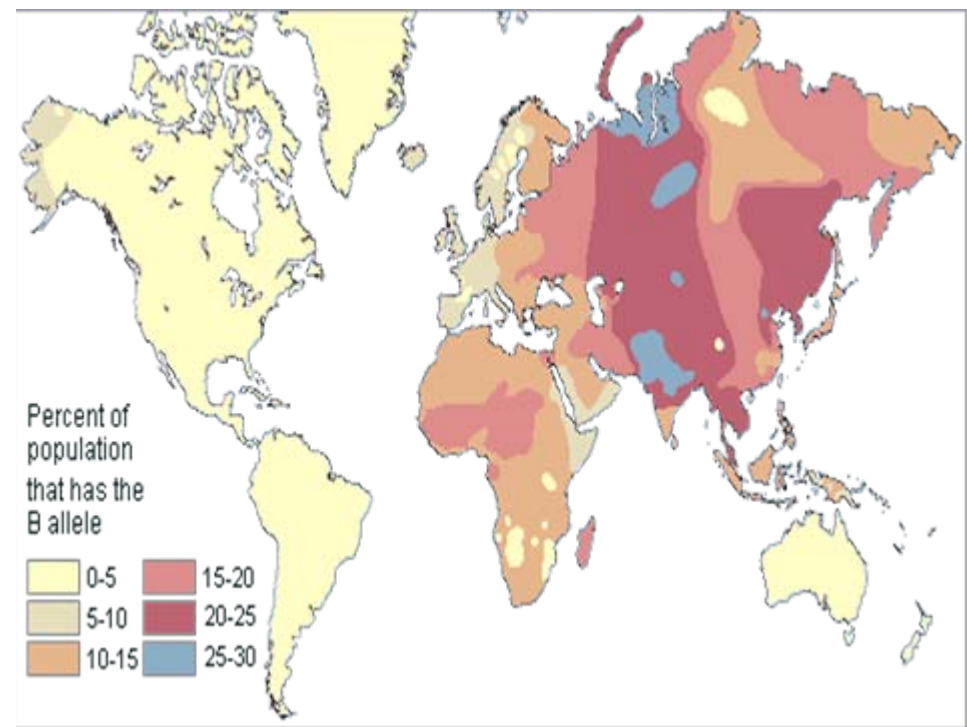 Percent of
population
that has the
B allele
0-5
15-20
5-10
20-25
10-15
25-30